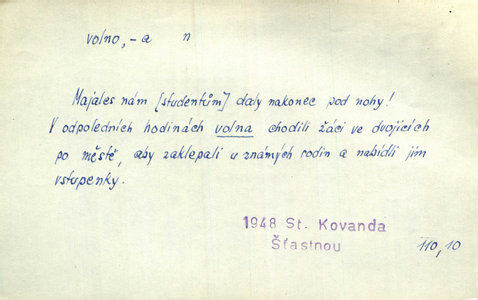 volno, -a n
Majáles nám [studentům] daly nakonec pod nohy!
V odpoledních hodinách volna chodili žáci ve dvojicích
po městě, aby zaklepali u známých rodin a nabídli jim
vstupenky.
1948 St. Kovanda
Šťastnou
110,10